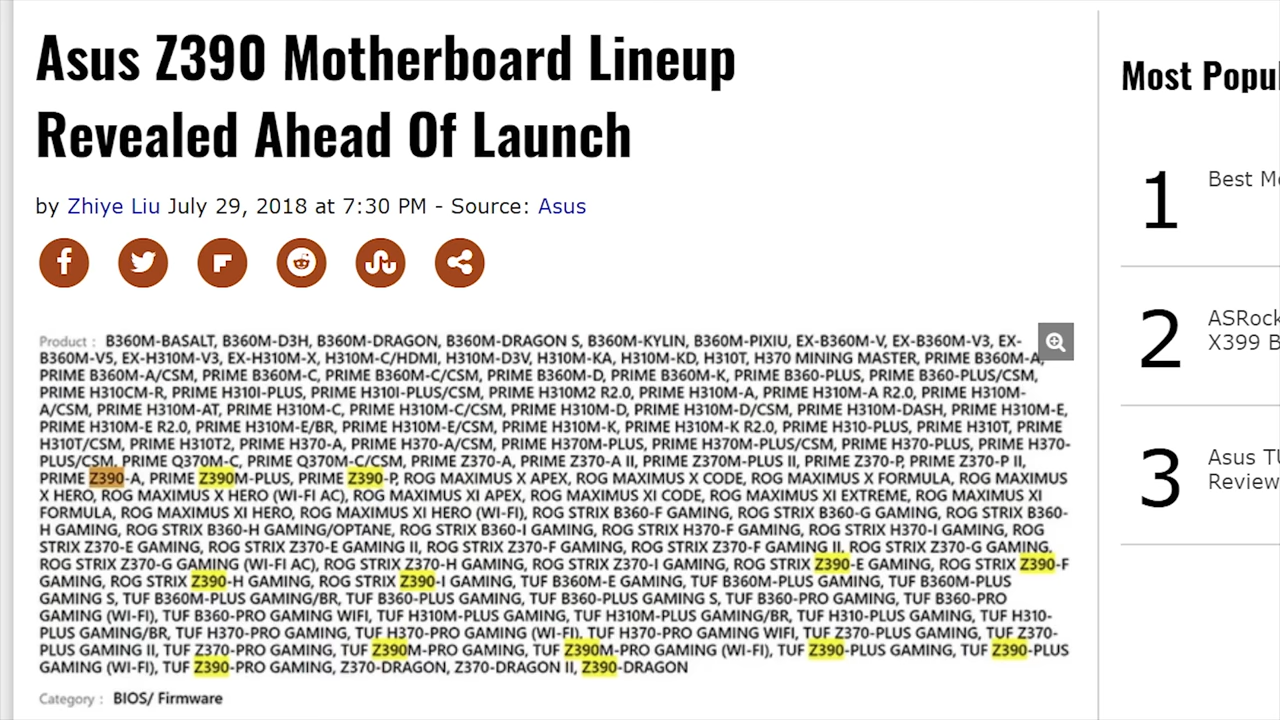 Asus Z390 Motherboard Lineup
Revealed Ahead Of Launch
by Zhiye Liu July 29, 2018 at 7:30 PM - Source: Asus
Product : B360M-BASALT, B360M-D3H, B360M-DRAGON, B360M-DRAGON S, B360M-KYLIN, B360M-PIXIU, EX-B360M-V, EX-B360M-V3, EX-
B360M-V5, EX-H310M-V3, EX-H310M-X, H310M-C/HDMI, H310M-D3V, H310M-KA, H310M-KD, H310T, H370 MINING MASTER, PRIME B360M-A,
PRIME B360M-A/CSM, PRIME B360M-C, PRIME B360M-C/CSM, PRIME B360M-D, PRIME B360M-K, PRIME B360-PLUS, PRIME B360-PLUS/CSM,
PRIME H310CM-R, PRIME H310I-PLUS, PRIME H310I-PLUS/CSM, PRIME H310M2 R2.0, PRIME H310M-A, PRIME H310M-A R2.0, PRIME H310M-
A/CSM, PRIME H310M-AT, PRIME H310M-C, PRIME H310M-C/CSM, PRIME H310M-D, PRIME H310M-D/CSM, PRIME H310M-DASH, PRIME H310M-E,
PRIME H310M-E R2.0, PRIME H310M-E/BR, PRIME H310M-E/CSM, PRIME H310M-K, PRIME H310M-K R2.0, PRIME H310-PLUS, PRIME H310T, PRIME
H310T/CSM, PRIME H310T2, PRIME H370-A, PRIME H370-A/CSM, PRIME H370M-PLUS, PRIME H370M-PLUS/CSM, PRIME H370-PLUS, PRIME H370-
PLUS/CSM, PRIME Q370M-C, PRIME Q370M-C/CSM, PRIME Z370-A, PRIME Z370-A II, PRIME Z370M-PLUS II, PRIME Z370-P, PRIME Z370-P II,
PRIME Z390-A, PRIME Z390M-PLUS, PRIME Z390-P, ROG MAXIMUS X APEX, ROG MAXIMUS X CODE, ROG MAXIMUS X FORMULA, ROG MAXIMUS
X HERO, ROG MAXIMUS X HERO (WI-FI AC), ROG MAXIMUS XI APEX, ROG MAXIMUS XI CODE, ROG MAXIMUS XI EXTREME, ROG MAXIMUS XI
FORMULA, ROG MAXIMUS XI HERO, ROG MAXIMUS XI HERO (WI-FI), ROG STRIX B360-F GAMING, ROG STRIX B360-G GAMING, ROG STRIX B360-
H GAMING, ROG STRIX B360-H GAMING/OPTANE, ROG STRIX B360-I GAMING, ROG STRIX H370-F GAMING, ROG STRIX H370-I GAMING, ROG
STRIX Z370-E GAMING, ROG STRIX Z370-E GAMING II, ROG STRIX Z370-F GAMING, ROG STRIX Z370-F GAMING II, ROG STRIX Z370-G GAMING,
ROG STRIX Z370-G GAMING (WI-FI AC), ROG STRIX Z370-H GAMING, ROG STRIX Z370-I GAMING, ROG STRIX Z390-E GAMING, ROG STRIX Z390-F
GAMING, ROG STRIX Z390-H GAMING, ROG STRIX Z390-I GAMING, TUF B360M-E GAMING, TUF B360M-PLUS GAMING, TUF B360M-PLUS
GAMING S, TUF B360M-PLUS GAMING/BR, TUF B360-PLUS GAMING, TUF B360-PLUS GAMING S, TUF B360-PRO GAMING, TUF B360-PRO
GAMING (WI-FI), TUF B360-PRO GAMING WIFI, TUF H310M-PLUS GAMING, TUF H310M-PLUS GAMING/BR, TUF H310-PLUS GAMING, TUF H310-
PLUS GAMING/BR, TUF H370-PRO GAMING, TUF H370-PRO GAMING (WI-FI), TUF H370-PRO GAMING WIFI, TUF Z370-PLUS GAMING, TUF Z370-
PLUS GAMING II, TUF Z370-PRO GAMING, TUF Z390M-PRO GAMING, TUF Z390M-PRO GAMING (WI-FI), TUF Z390-PLUS GAMING, TUF Z390-PLUS
GAMING (WI-FI), TUF Z390-PRO GAMING, Z370-DRAGON, Z370-DRAGON II, Z390-DRAGON
Category : BIOS/ Firmware
Most Popul
1
Best Mo
2
ASRock
X399 B
3
Asus TU
Review